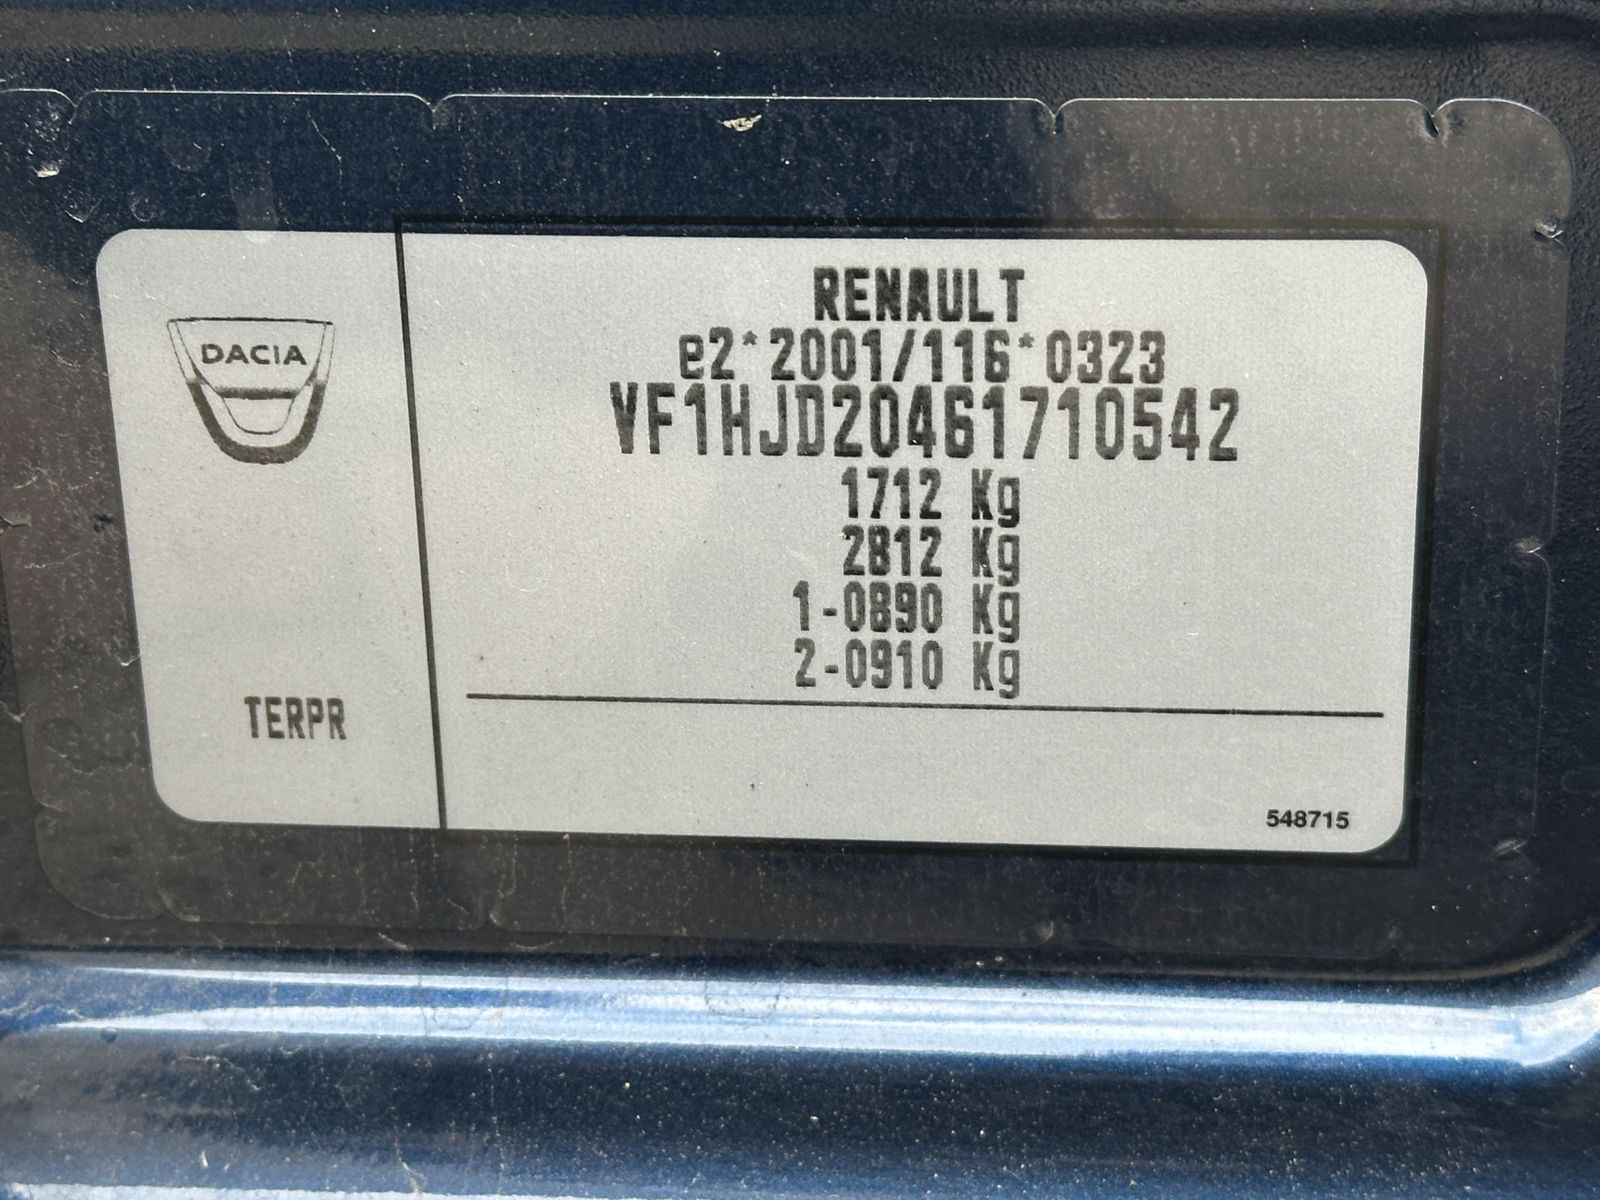 DACIA
TERPR
RENAULT
e2*2001/116*0323
VF1HJD20461710542
1712 Kg
2812 Kg
1-0890 Kg
2-0910 Kg
548715